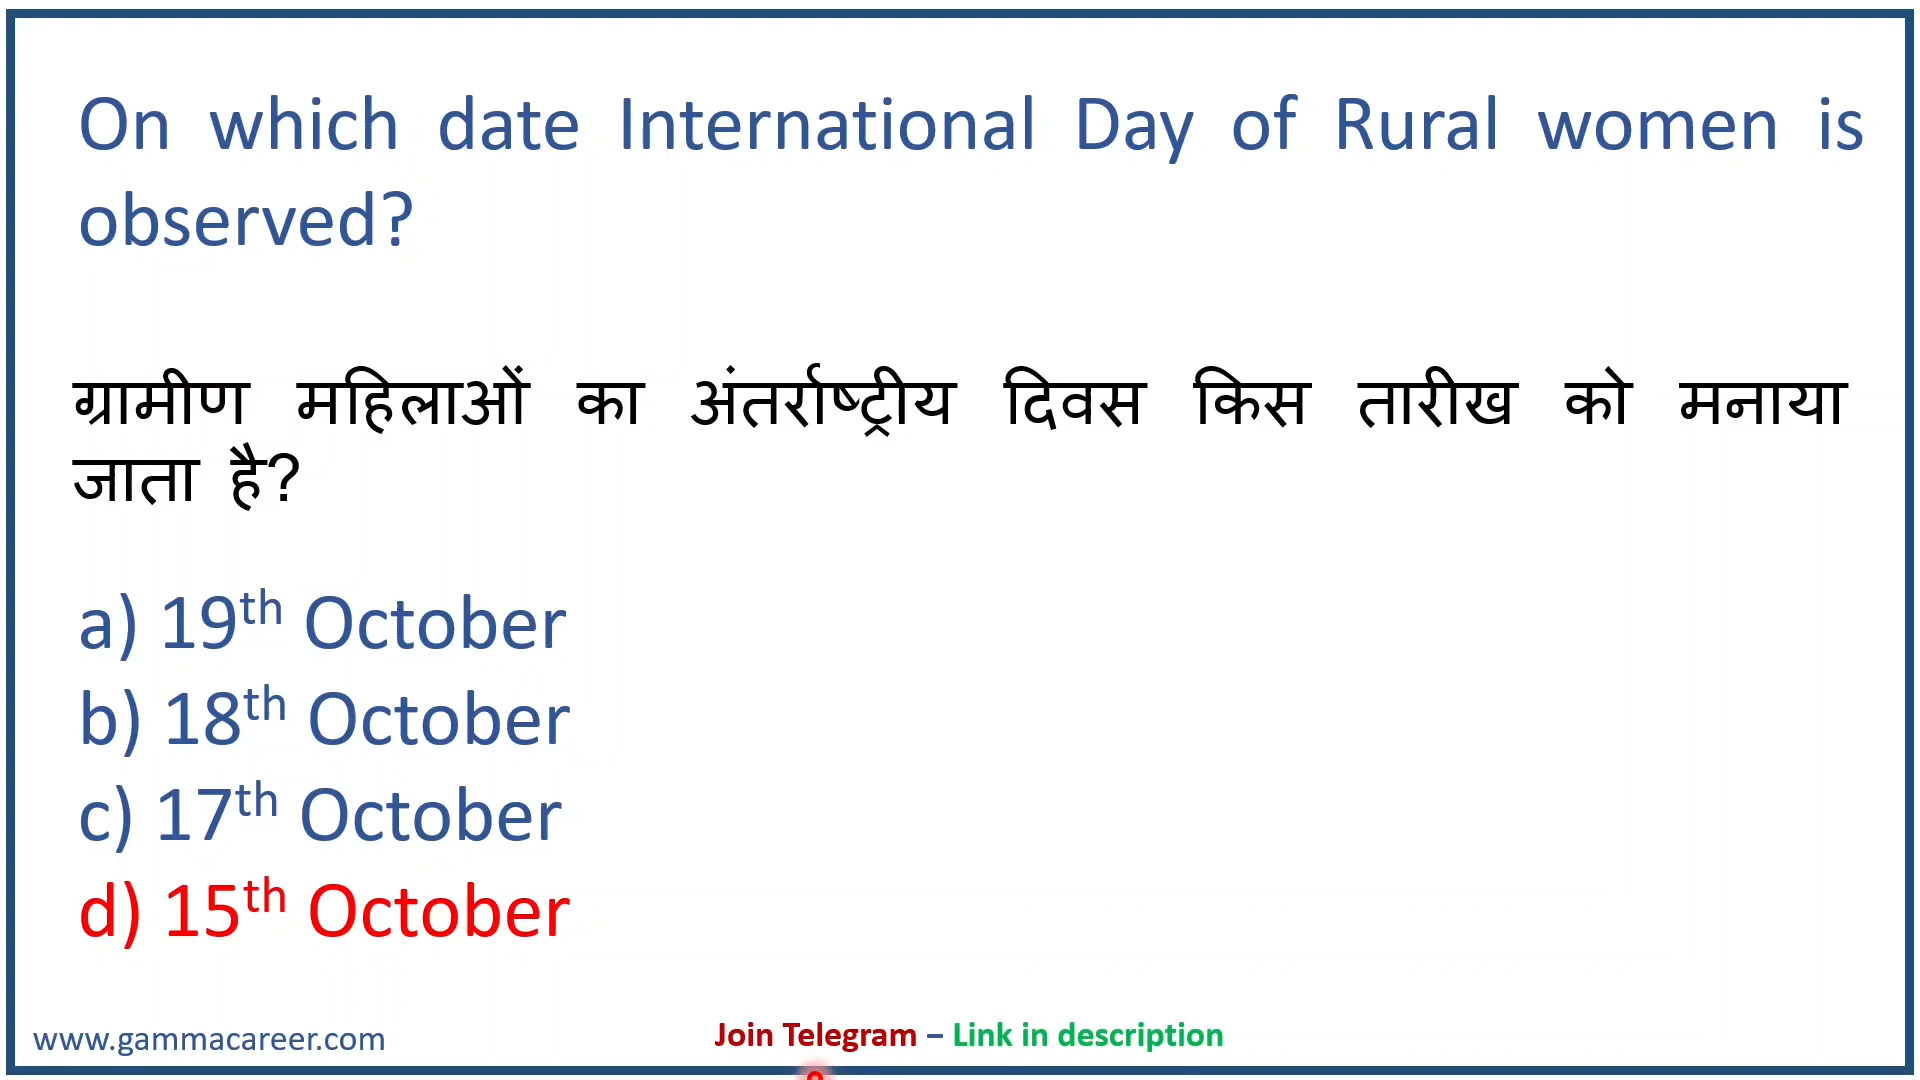 On which date International Day of Rural women is
observed?
ग्रामीण महिलाओं का अंतर्राष्ट्रीय दिवस किस तारीख को मनाया
जाता है?
a) 19th October
b) 18th October
c) 17th October
d) 15th October
www.gammacareer.com
Join Telegram – Link in description